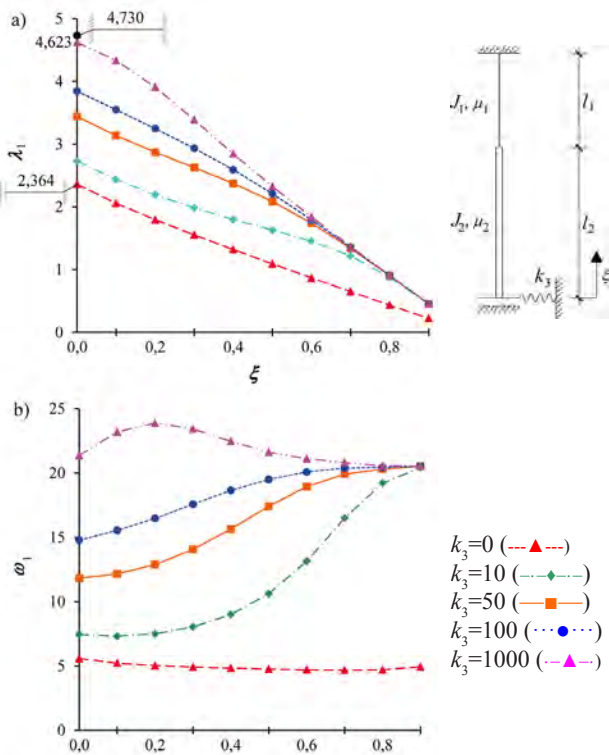 a)
4,730
4,623
2,364
λ₁
5
4
3
2
1
0
0,0 0,2 0,4 0,6 0,8
ξ
J₁, μ₁
l₁
J₂, μ₂
l₂
k₃
ξ
b)
ω₁
25
20
15
10
5
0
0,0 0,2 0,4 0,6 0,8
k₃=0 ( )
k₃=10 ( )
k₃=50 ( )
k₃=100 ( )
k₃=1000 ( )